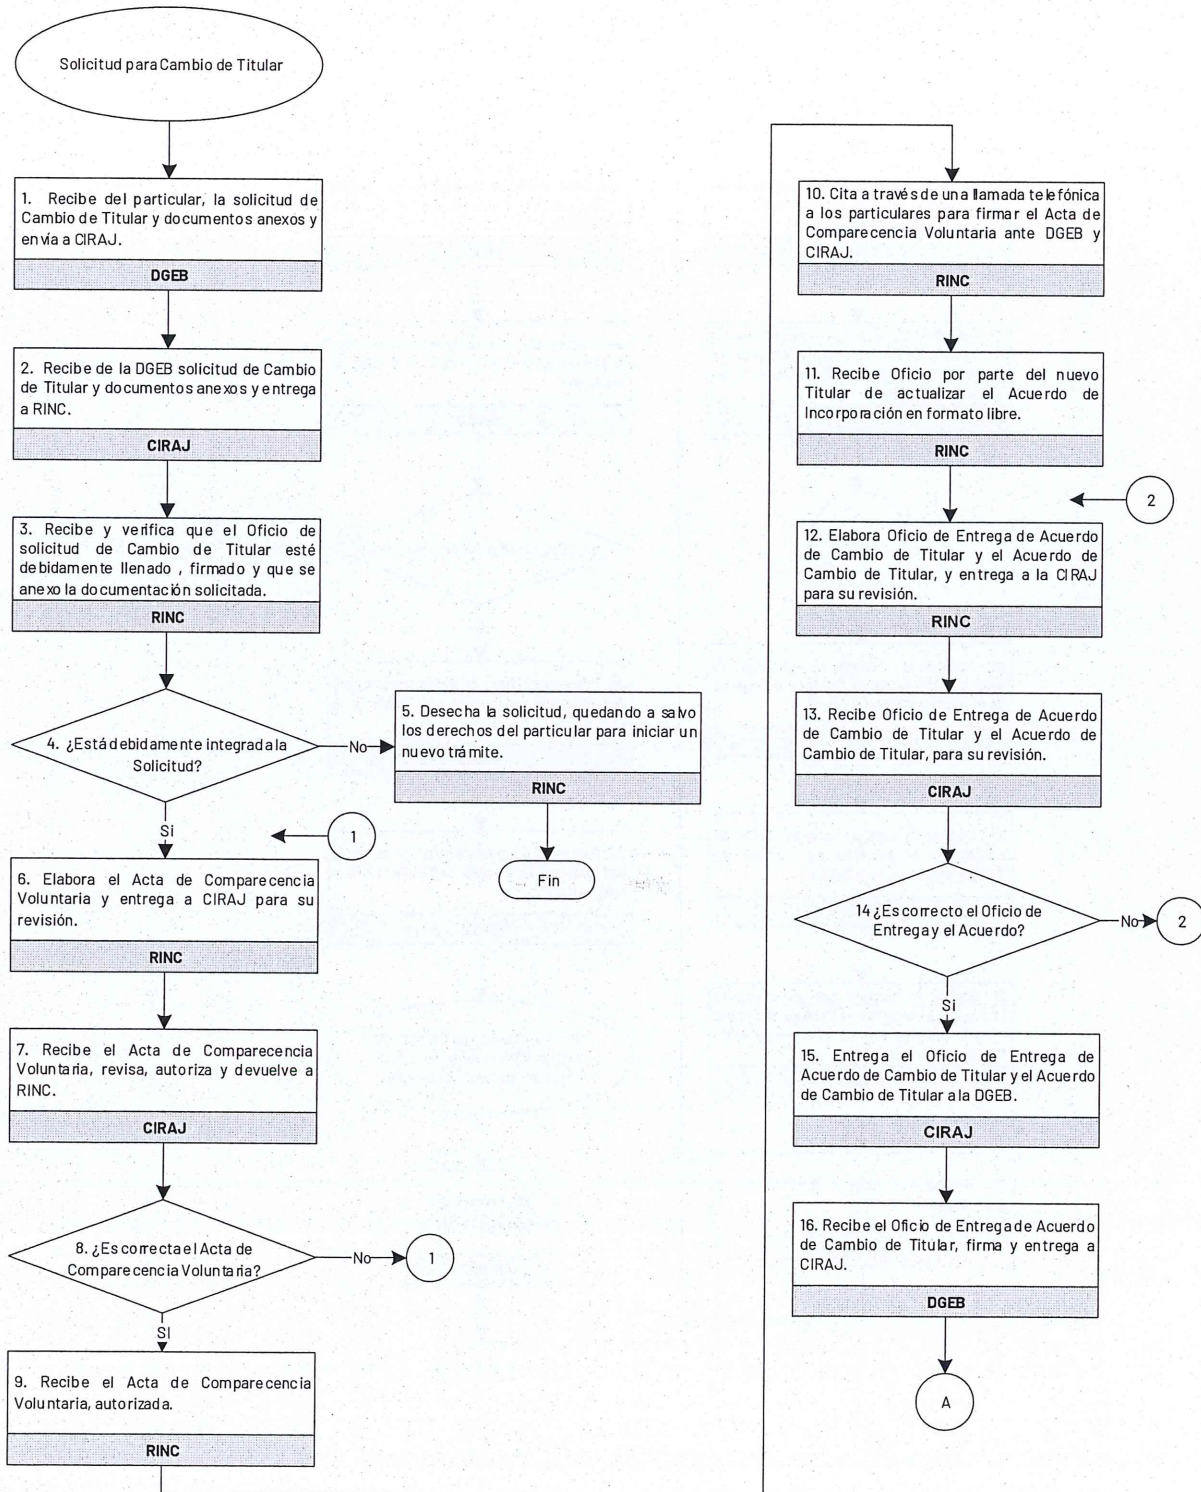 Solicitud para Cambio de Titular
1. Recibe del particular, la solicitud de
Cambio de Titular y documentos anexos y
envía a CIRAJ.
DGEB
2. Recibe de la DGEB solicitud de Cambio
de Titular y documentos anexos y entrega
a RINC.
CIRAJ
3. Recibe y verifica que el Oficio de
solicitud de Cambio de Titular esté
debidamente llenado , firmado y que se
anexo la documentación solicitada.
RINC
4. ¿Está debidamente integrada la
Solicitud?
No
5. Desecha la solicitud, quedando a salvo
los derechos del particular para iniciar un
nuevo trámite.
RINC
Fin
Si
1
6. Elabora el Acta de Comparecencia
Voluntaria y entrega a CIRAJ para su
revisión.
RINC
7. Recibe el Acta de Comparecencia
Voluntaria, revisa, autoriza y devuelve a
RINC.
CIRAJ
8. ¿Es correcta el Acta de
Comparecencia Voluntaria?
No
1
SI
9. Recibe el Acta de Comparecencia
Voluntaria, autorizada.
RINC
10. Cita a través de una llamada telefónica
a los particulares para firmar el Acta de
Comparecencia Voluntaria ante DGEB y
CIRAJ.
RINC
11. Recibe Oficio por parte del nuevo
Titular de actualizar el Acuerdo de
Incorporación en formato libre.
RINC
2
12. Elabora Oficio de Entrega de Acuerdo
de Cambio de Titular y el Acuerdo de
Cambio de Titular, y entrega a la CIRAJ
para su revisión.
RINC
13. Recibe Oficio de Entrega de Acuerdo
de Cambio de Titular y el Acuerdo de
Cambio de Titular, para su revisión.
CIRAJ
14 ¿Es correcto el Oficio de
Entrega y el Acuerdo?
No
2
Si
15. Entrega el Oficio de Entrega de
Acuerdo de Cambio de Titular y el Acuerdo
de Cambio de Titular a la DGEB.
CIRAJ
16. Recibe el Oficio de Entrega de Acuerdo
de Cambio de Titular, firma y entrega a
CIRAJ.
DGEB
A